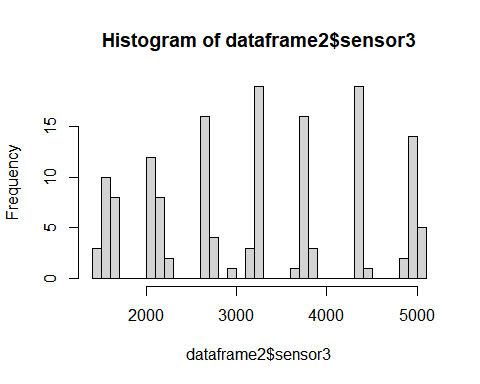 Histogram of dataframe2$sensor3
Frequency
15
10
5
0
2000 3000 4000 5000
dataframe2$sensor3